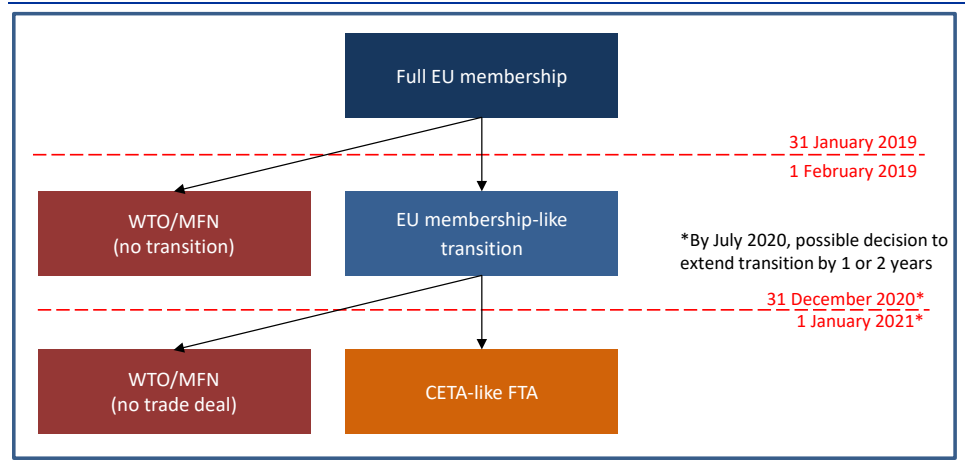 Full EU membership
31 January 2019
1 February 2019
WTO/MFN
(no transition)
EU membership-like
transition
*By July 2020, possible decision to
extend transition by 1 or 2 years
31 December 2020*
1 January 2021*
WTO/MFN
(no trade deal)
CETA-like FTA